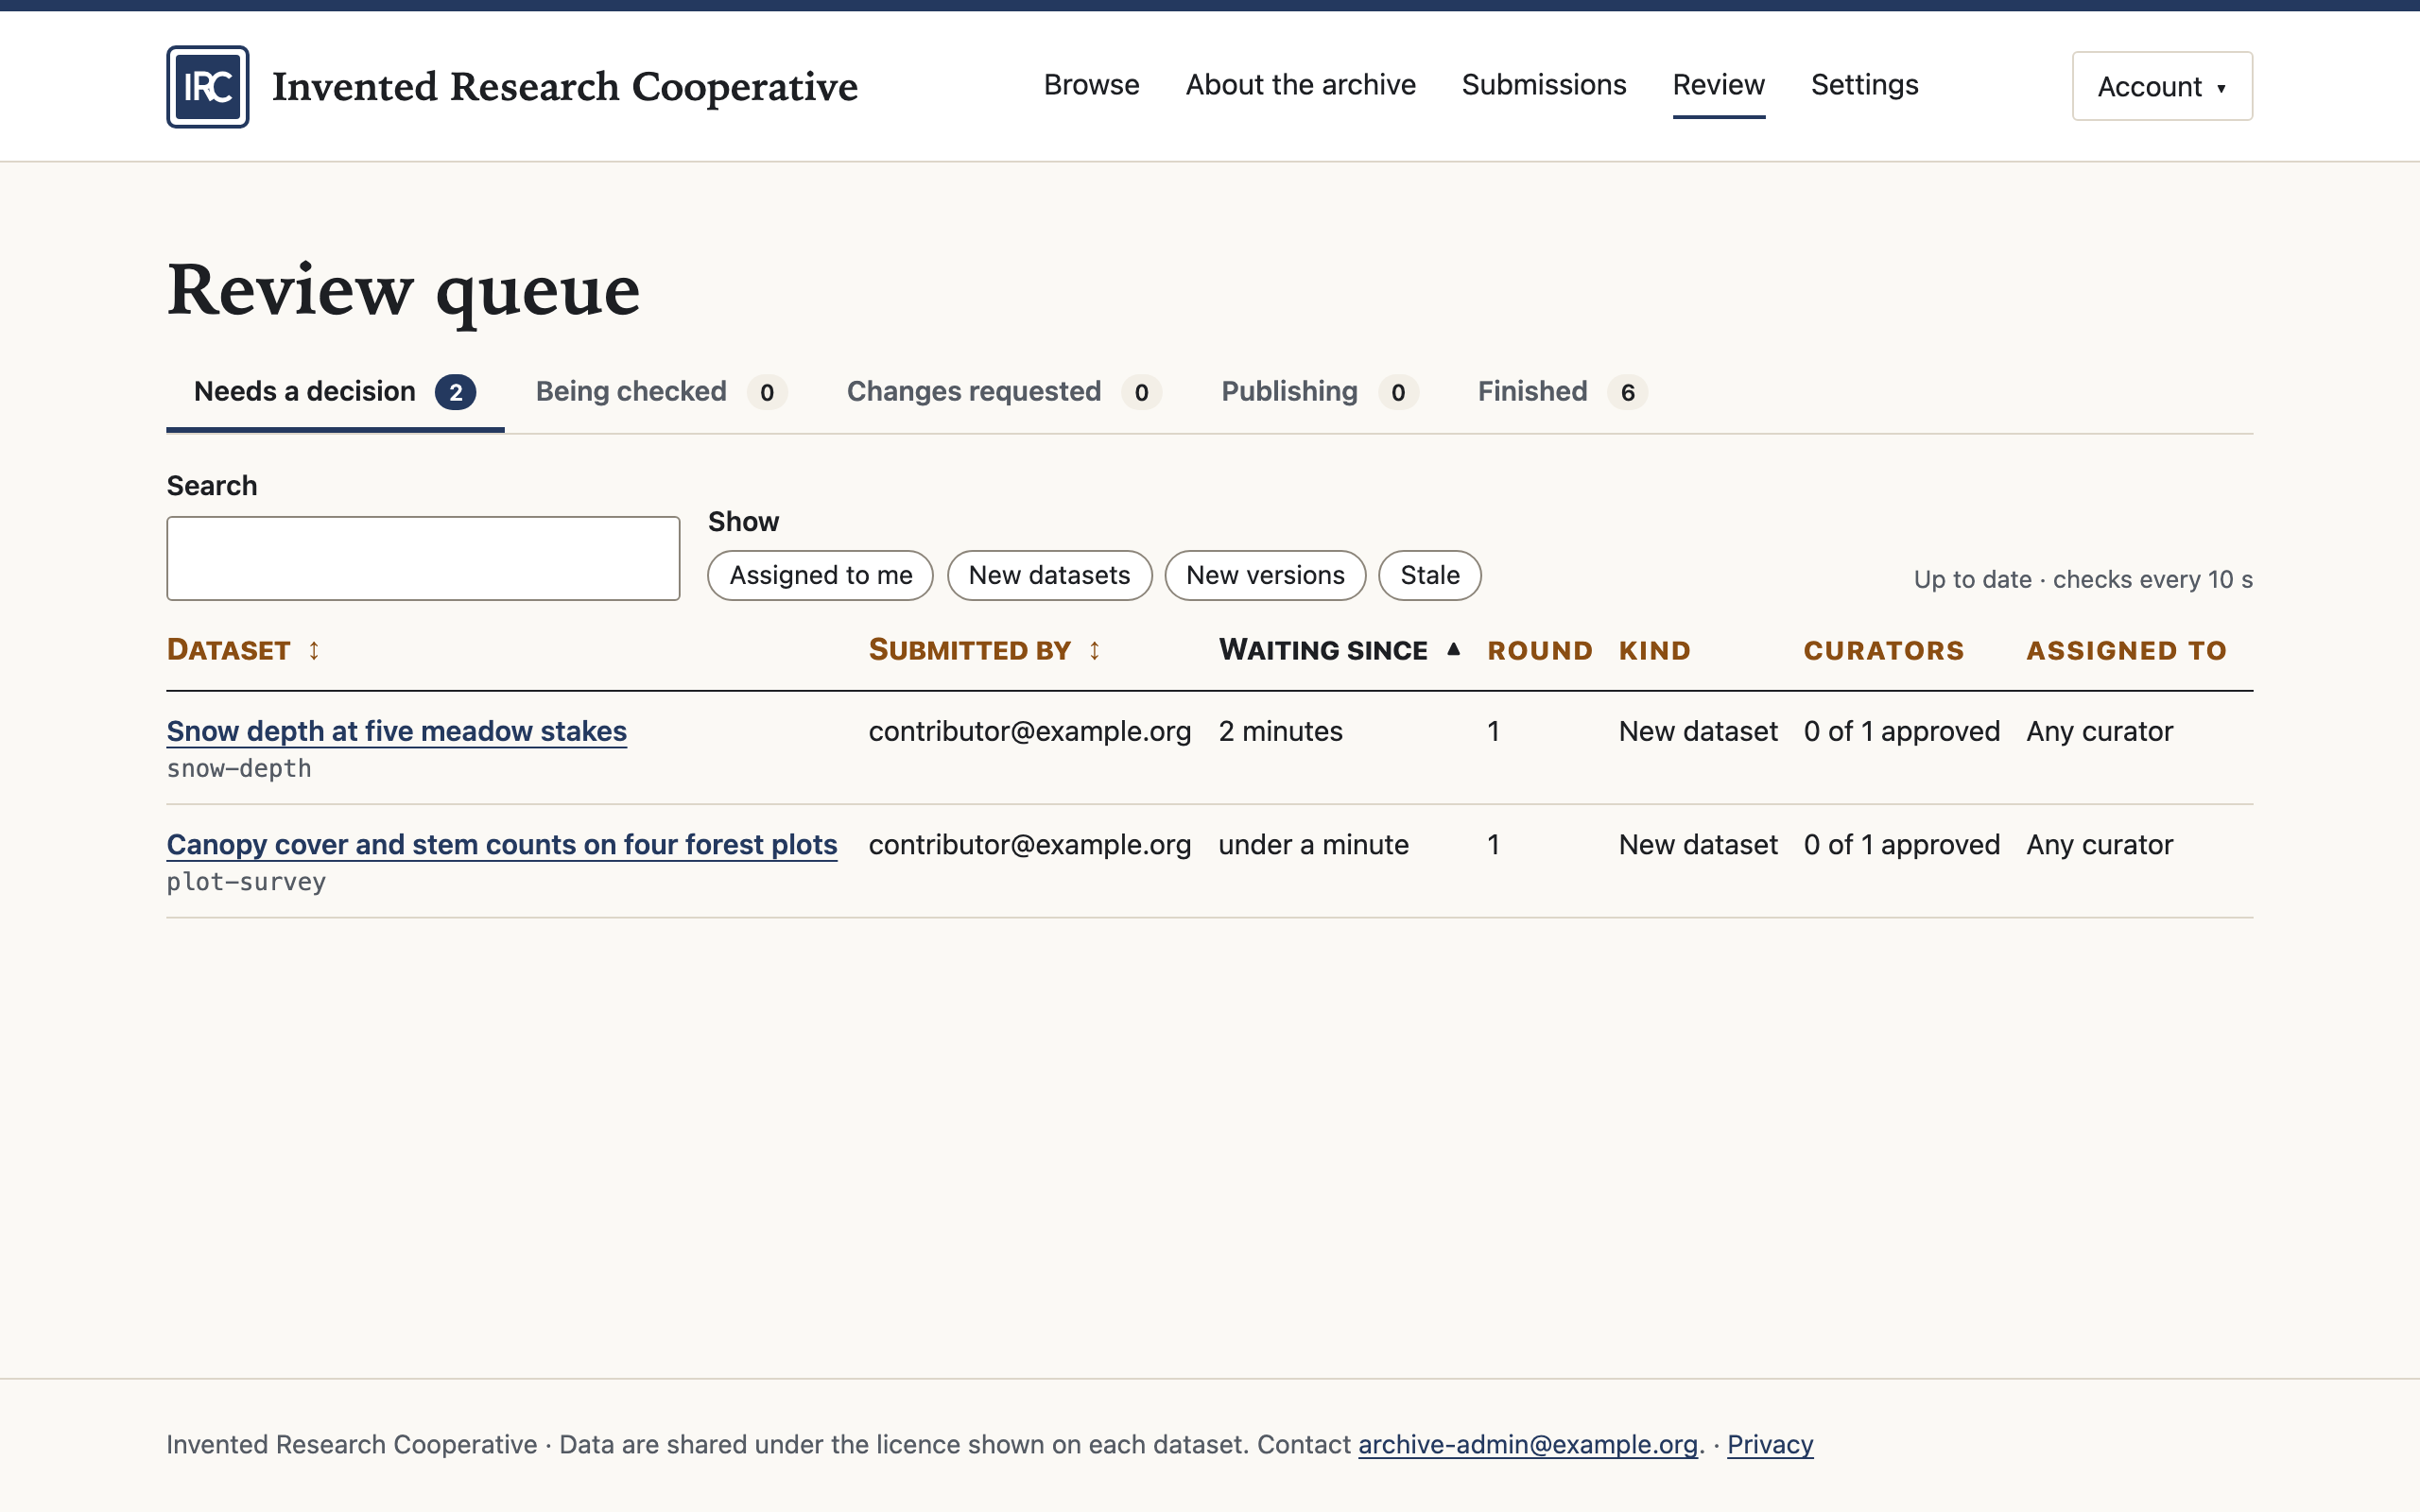 IRC Invented Research Cooperative Browse About the archive Submissions Review Settings Account ▾
Review queue
Needs a decision 2 Being checked 0 Changes requested 0 Publishing 0 Finished 6
Search
Show
Assigned to me New datasets New versions Stale Up to date · checks every 10 s
DATASET ↕ SUBMITTED BY ↕ WAITING SINCE ▲ ROUND KIND CURATORS ASSIGNED TO
Snow depth at five meadow stakes contributor@example.org 2 minutes 1 New dataset 0 of 1 approved Any curator
snow-depth
Canopy cover and stem counts on four forest plots contributor@example.org under a minute 1 New dataset 0 of 1 approved Any curator
plot-survey
Invented Research Cooperative · Data are shared under the licence shown on each dataset. Contact archive-admin@example.org. · Privacy